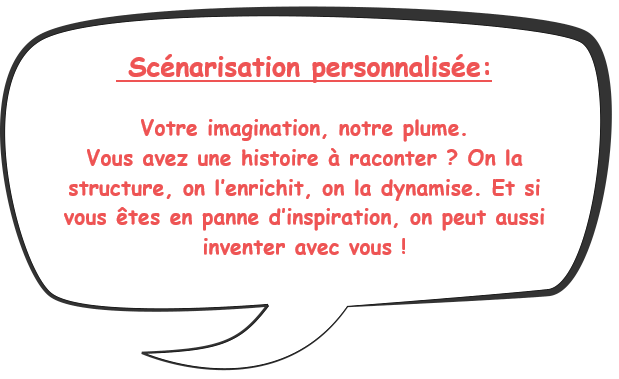 Scénarisation personnalisée:
Votre imagination, notre plume.
Vous avez une histoire à raconter ? On la
structure, on l’enrichit, on la dynamise. Et si
vous êtes en panne d’inspiration, on peut aussi
inventer avec vous !